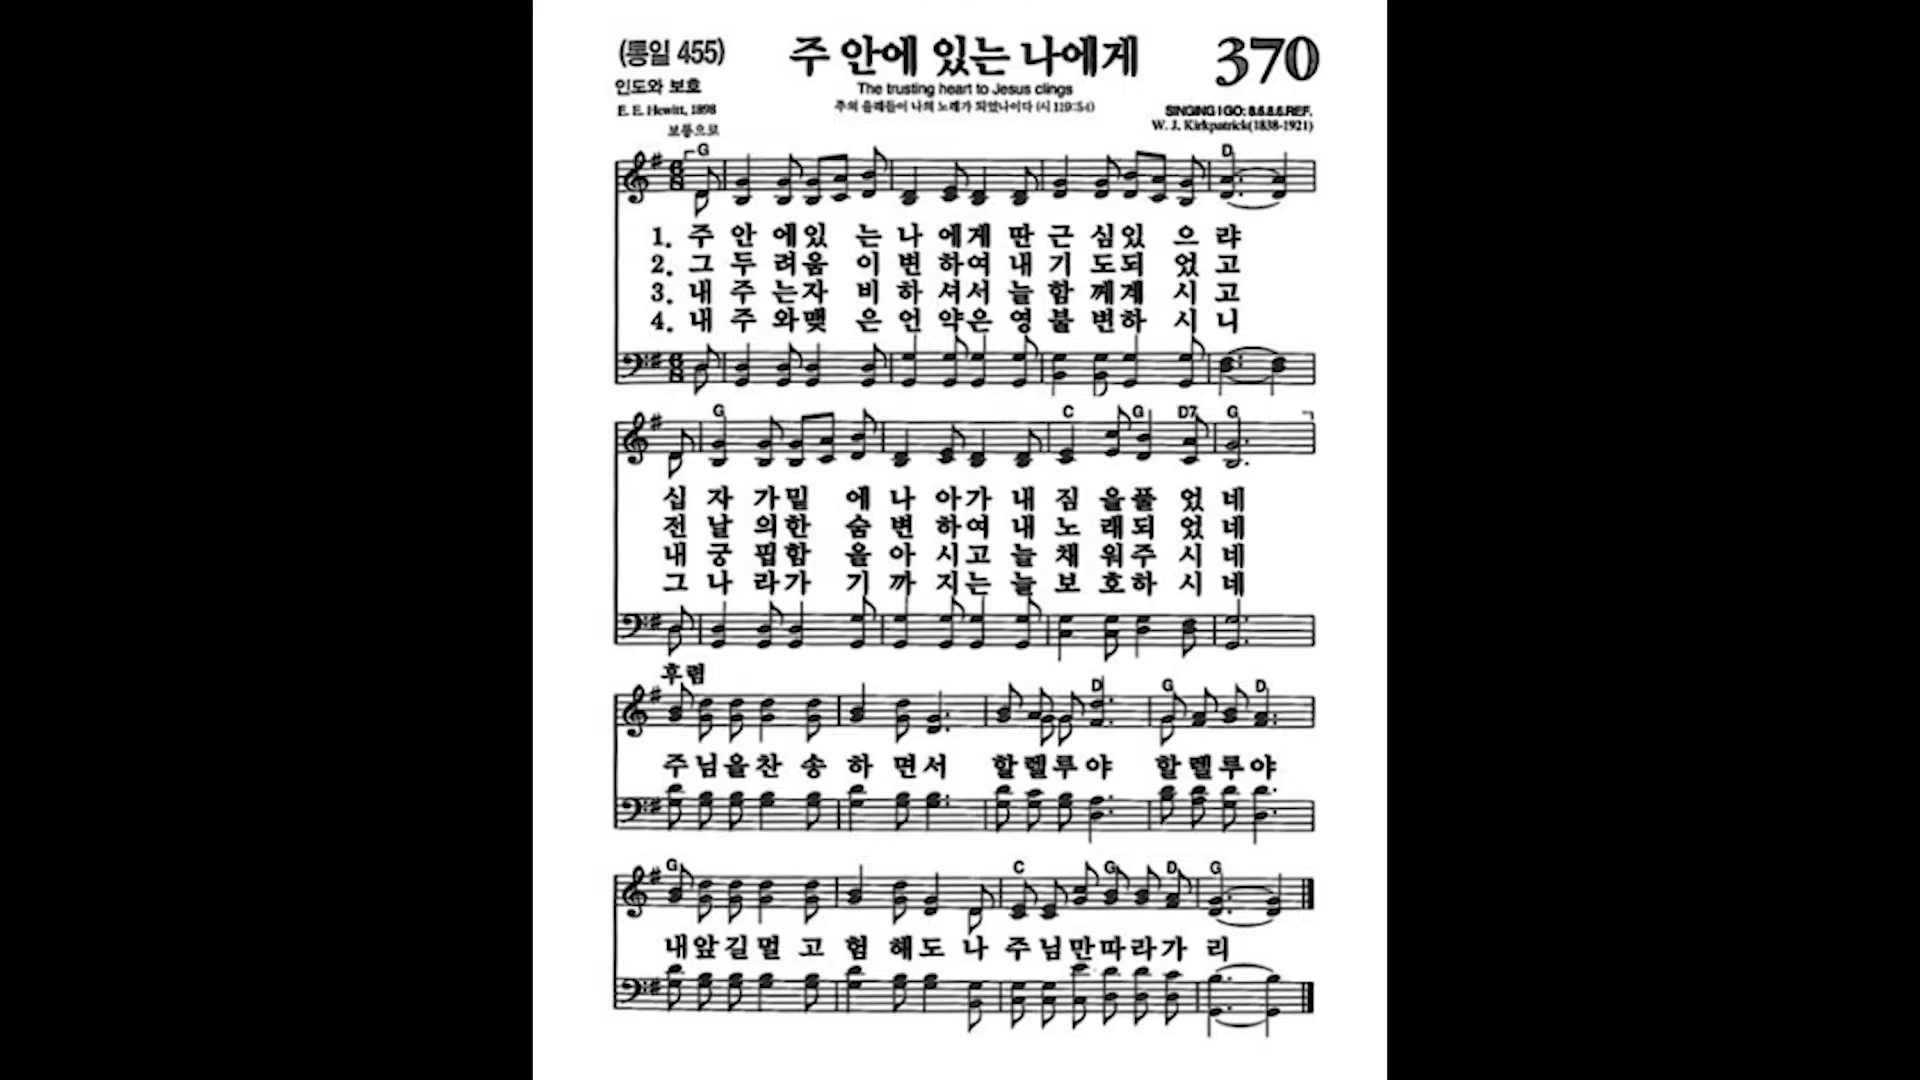 (통일 455) 주 안에 있는 나에게 370
인도와 보호 The trusting heart to Jesus clings
E. E. Hewitt, 1898 주의 율례들이 나의 노래가 되었나이다 (시 119:54) SINGING I GO: 8.6.8.6.REF.
보통으로 W. J. Kirkpatrick(1838-1921)
G D
1. 주 안 에있 는 나 에게 딴 근 심있 으 랴
2. 그 두 려움 이 변 하여 내 기 도되 었 고
3. 내 주 는자 비 하 셔서 늘 함 께계 시 고
4. 내 주 와맺 은 언 약은 영 불 변하 시 니
G C G D7 G
십 자 가밑 에 나 아가 내 짐 을풀 었 네
전 날 의한 숨 변 하여 내 노 래되 었 네
내 궁 핍함 을 아 시고 늘 채 워주 시 네
그 나 라가 기 까 지는 늘 보 호하 시 네
후렴
D G D
주님을찬 송 하 면서 할렐루야 할렐루야
G C G D G
내앞길멀 고 험 해도 나 주님만따라가 리